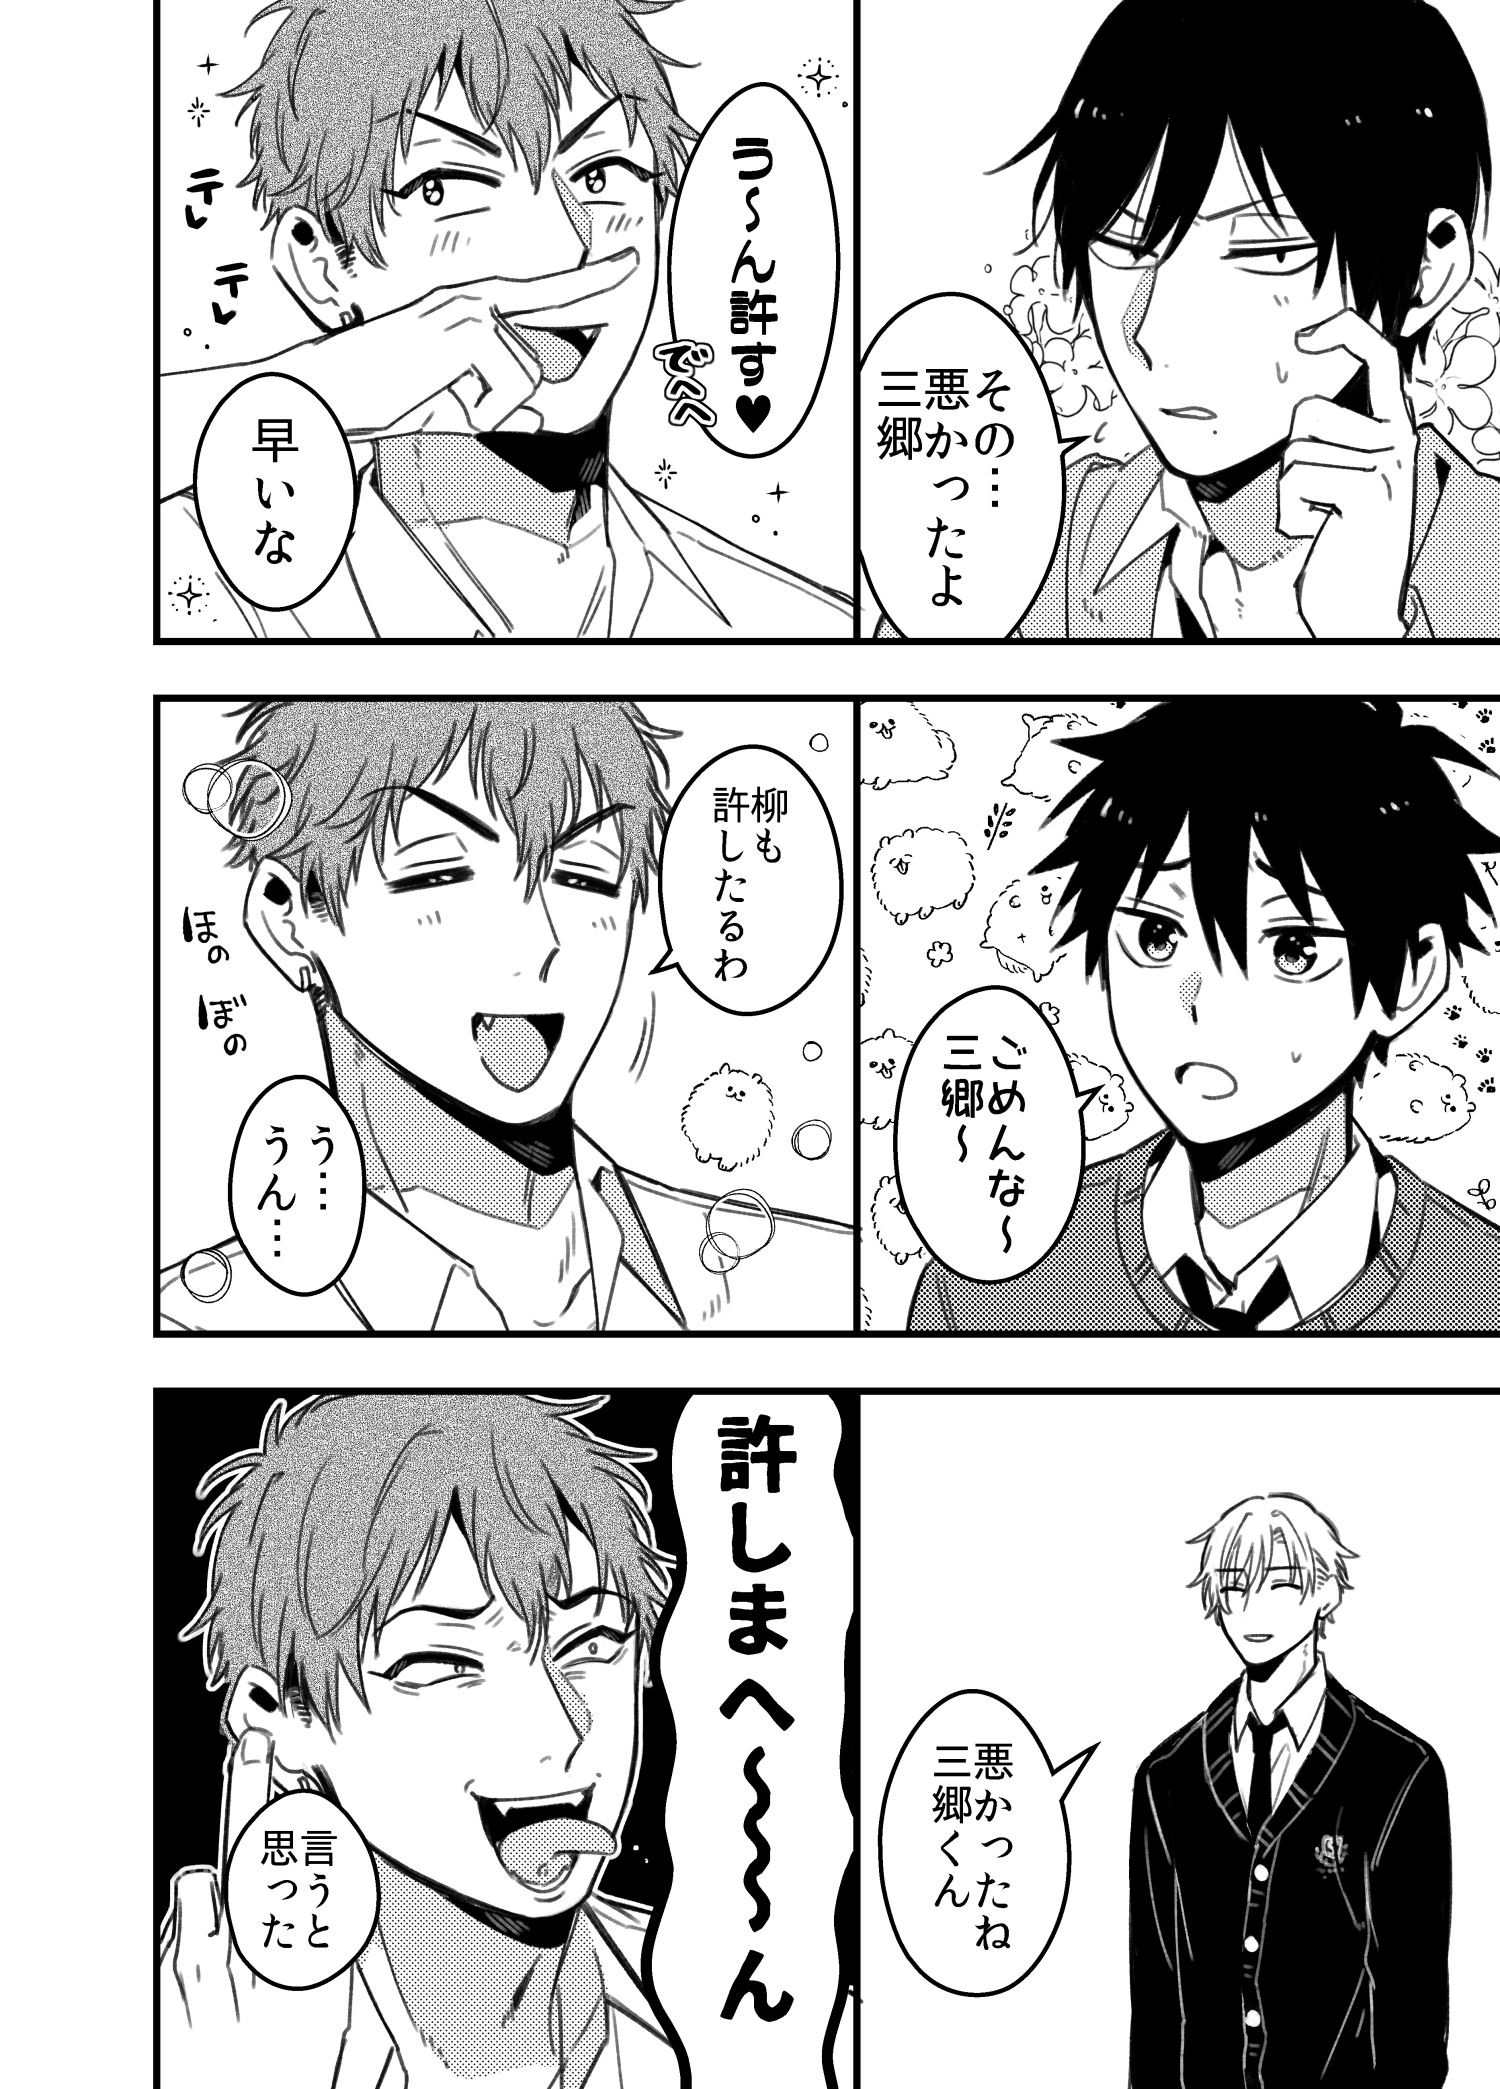 その…
悪かったよ
三郷
う〜ん許す♥
でへへ
テレ
テレ
早いな
ごめんな〜
三郷〜
柳も
許したるわ
ほの
ぼの
う…
うん…
悪かったね
三郷くん
許しまへ〜〜〜ん
言うと
思った